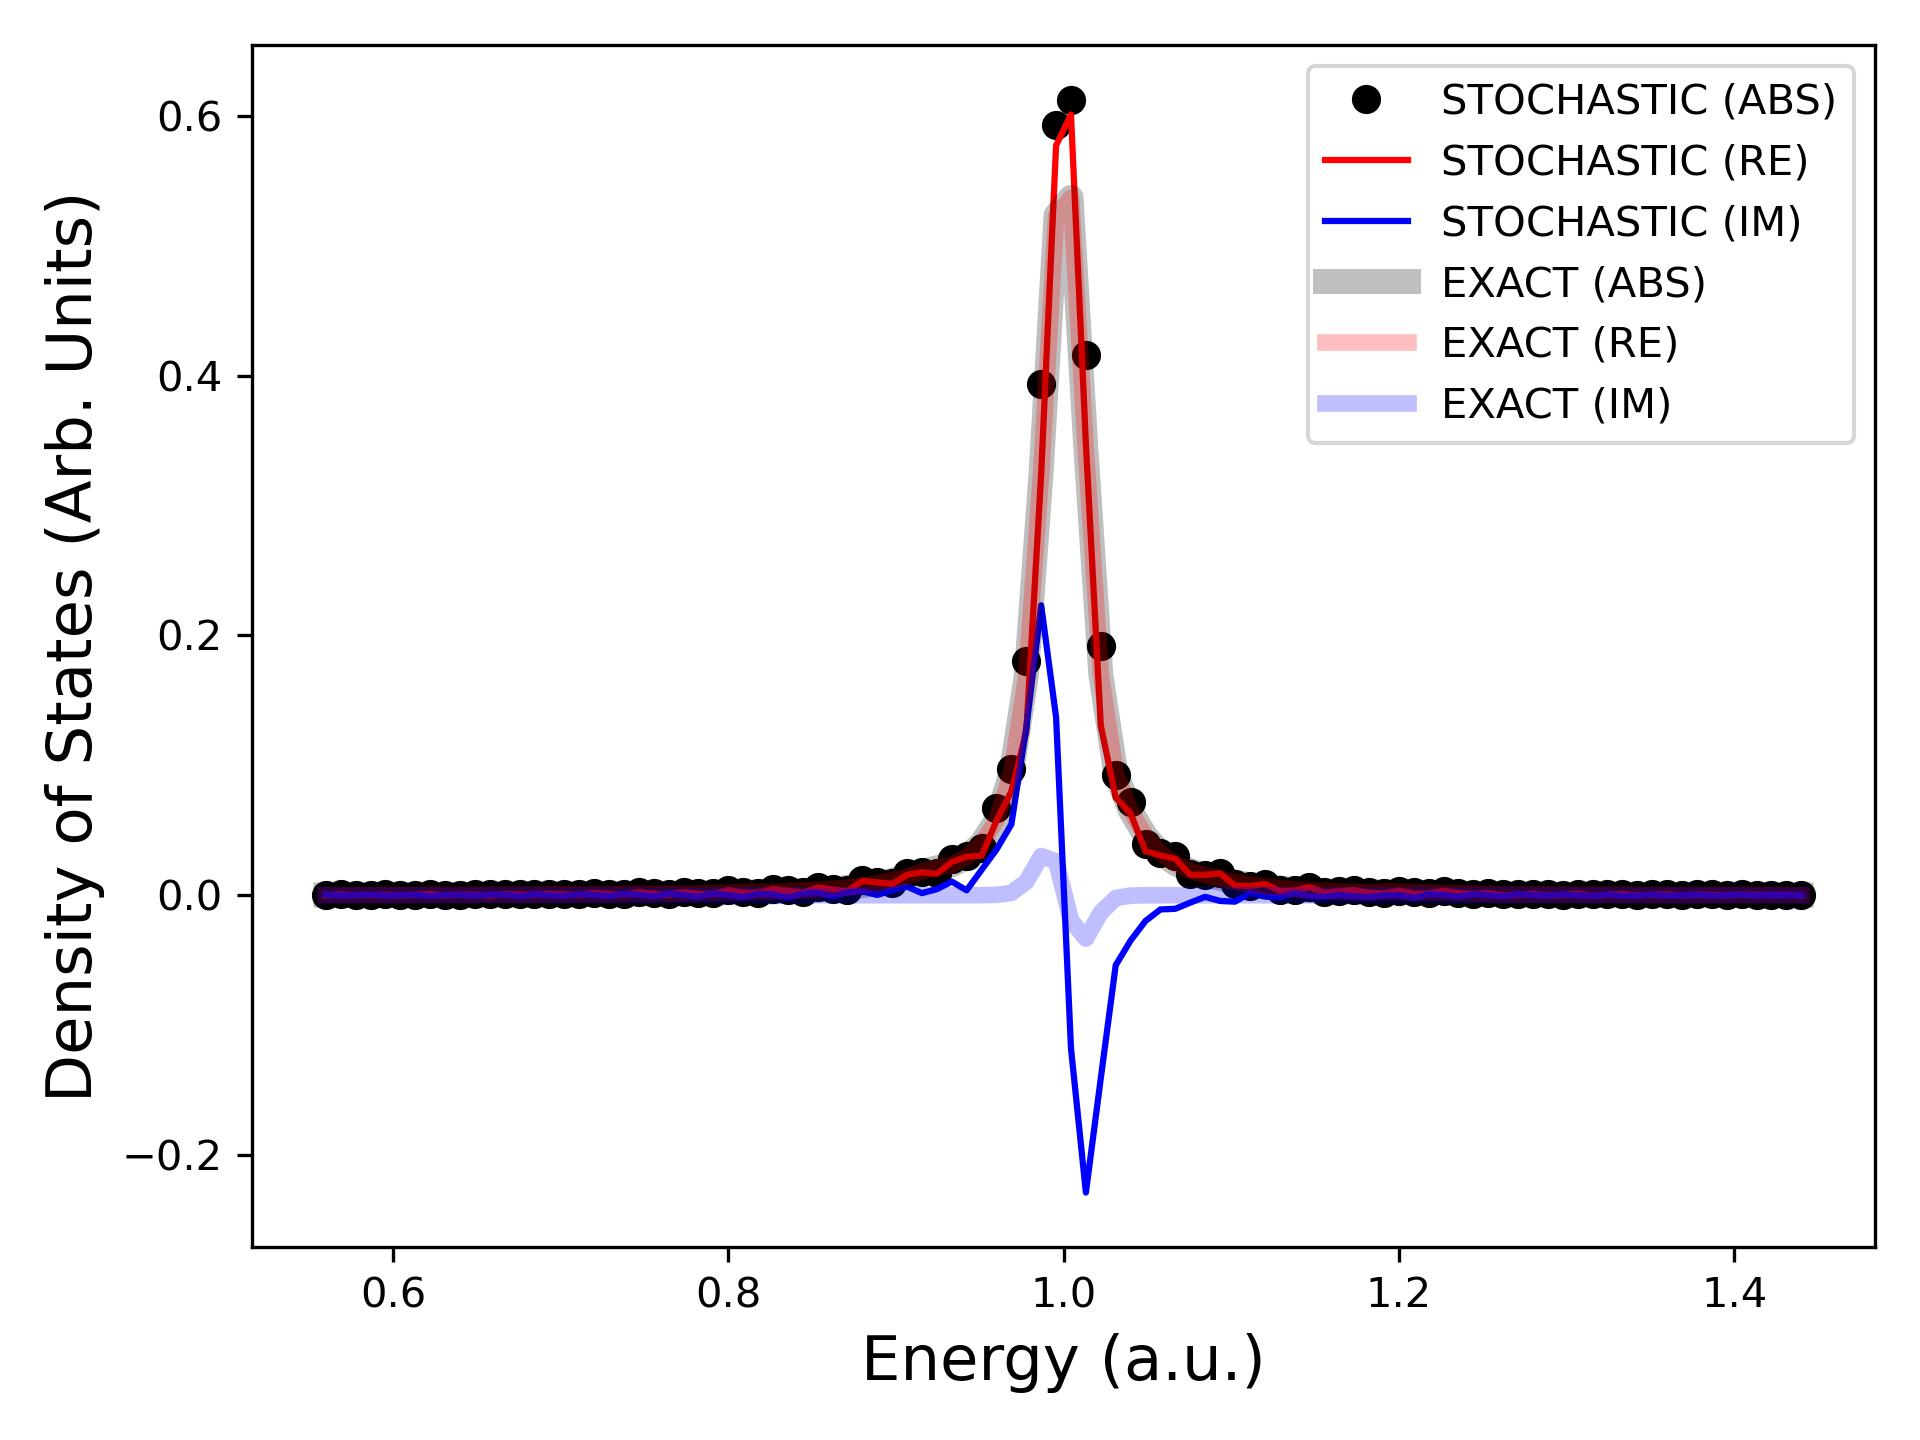 0.6
0.4
0.2
0.0
−0.2
0.6
0.8
1.0
1.2
1.4
Density of States (Arb. Units)
Energy (a.u.)
STOCHASTIC (ABS)
STOCHASTIC (RE)
STOCHASTIC (IM)
EXACT (ABS)
EXACT (RE)
EXACT (IM)